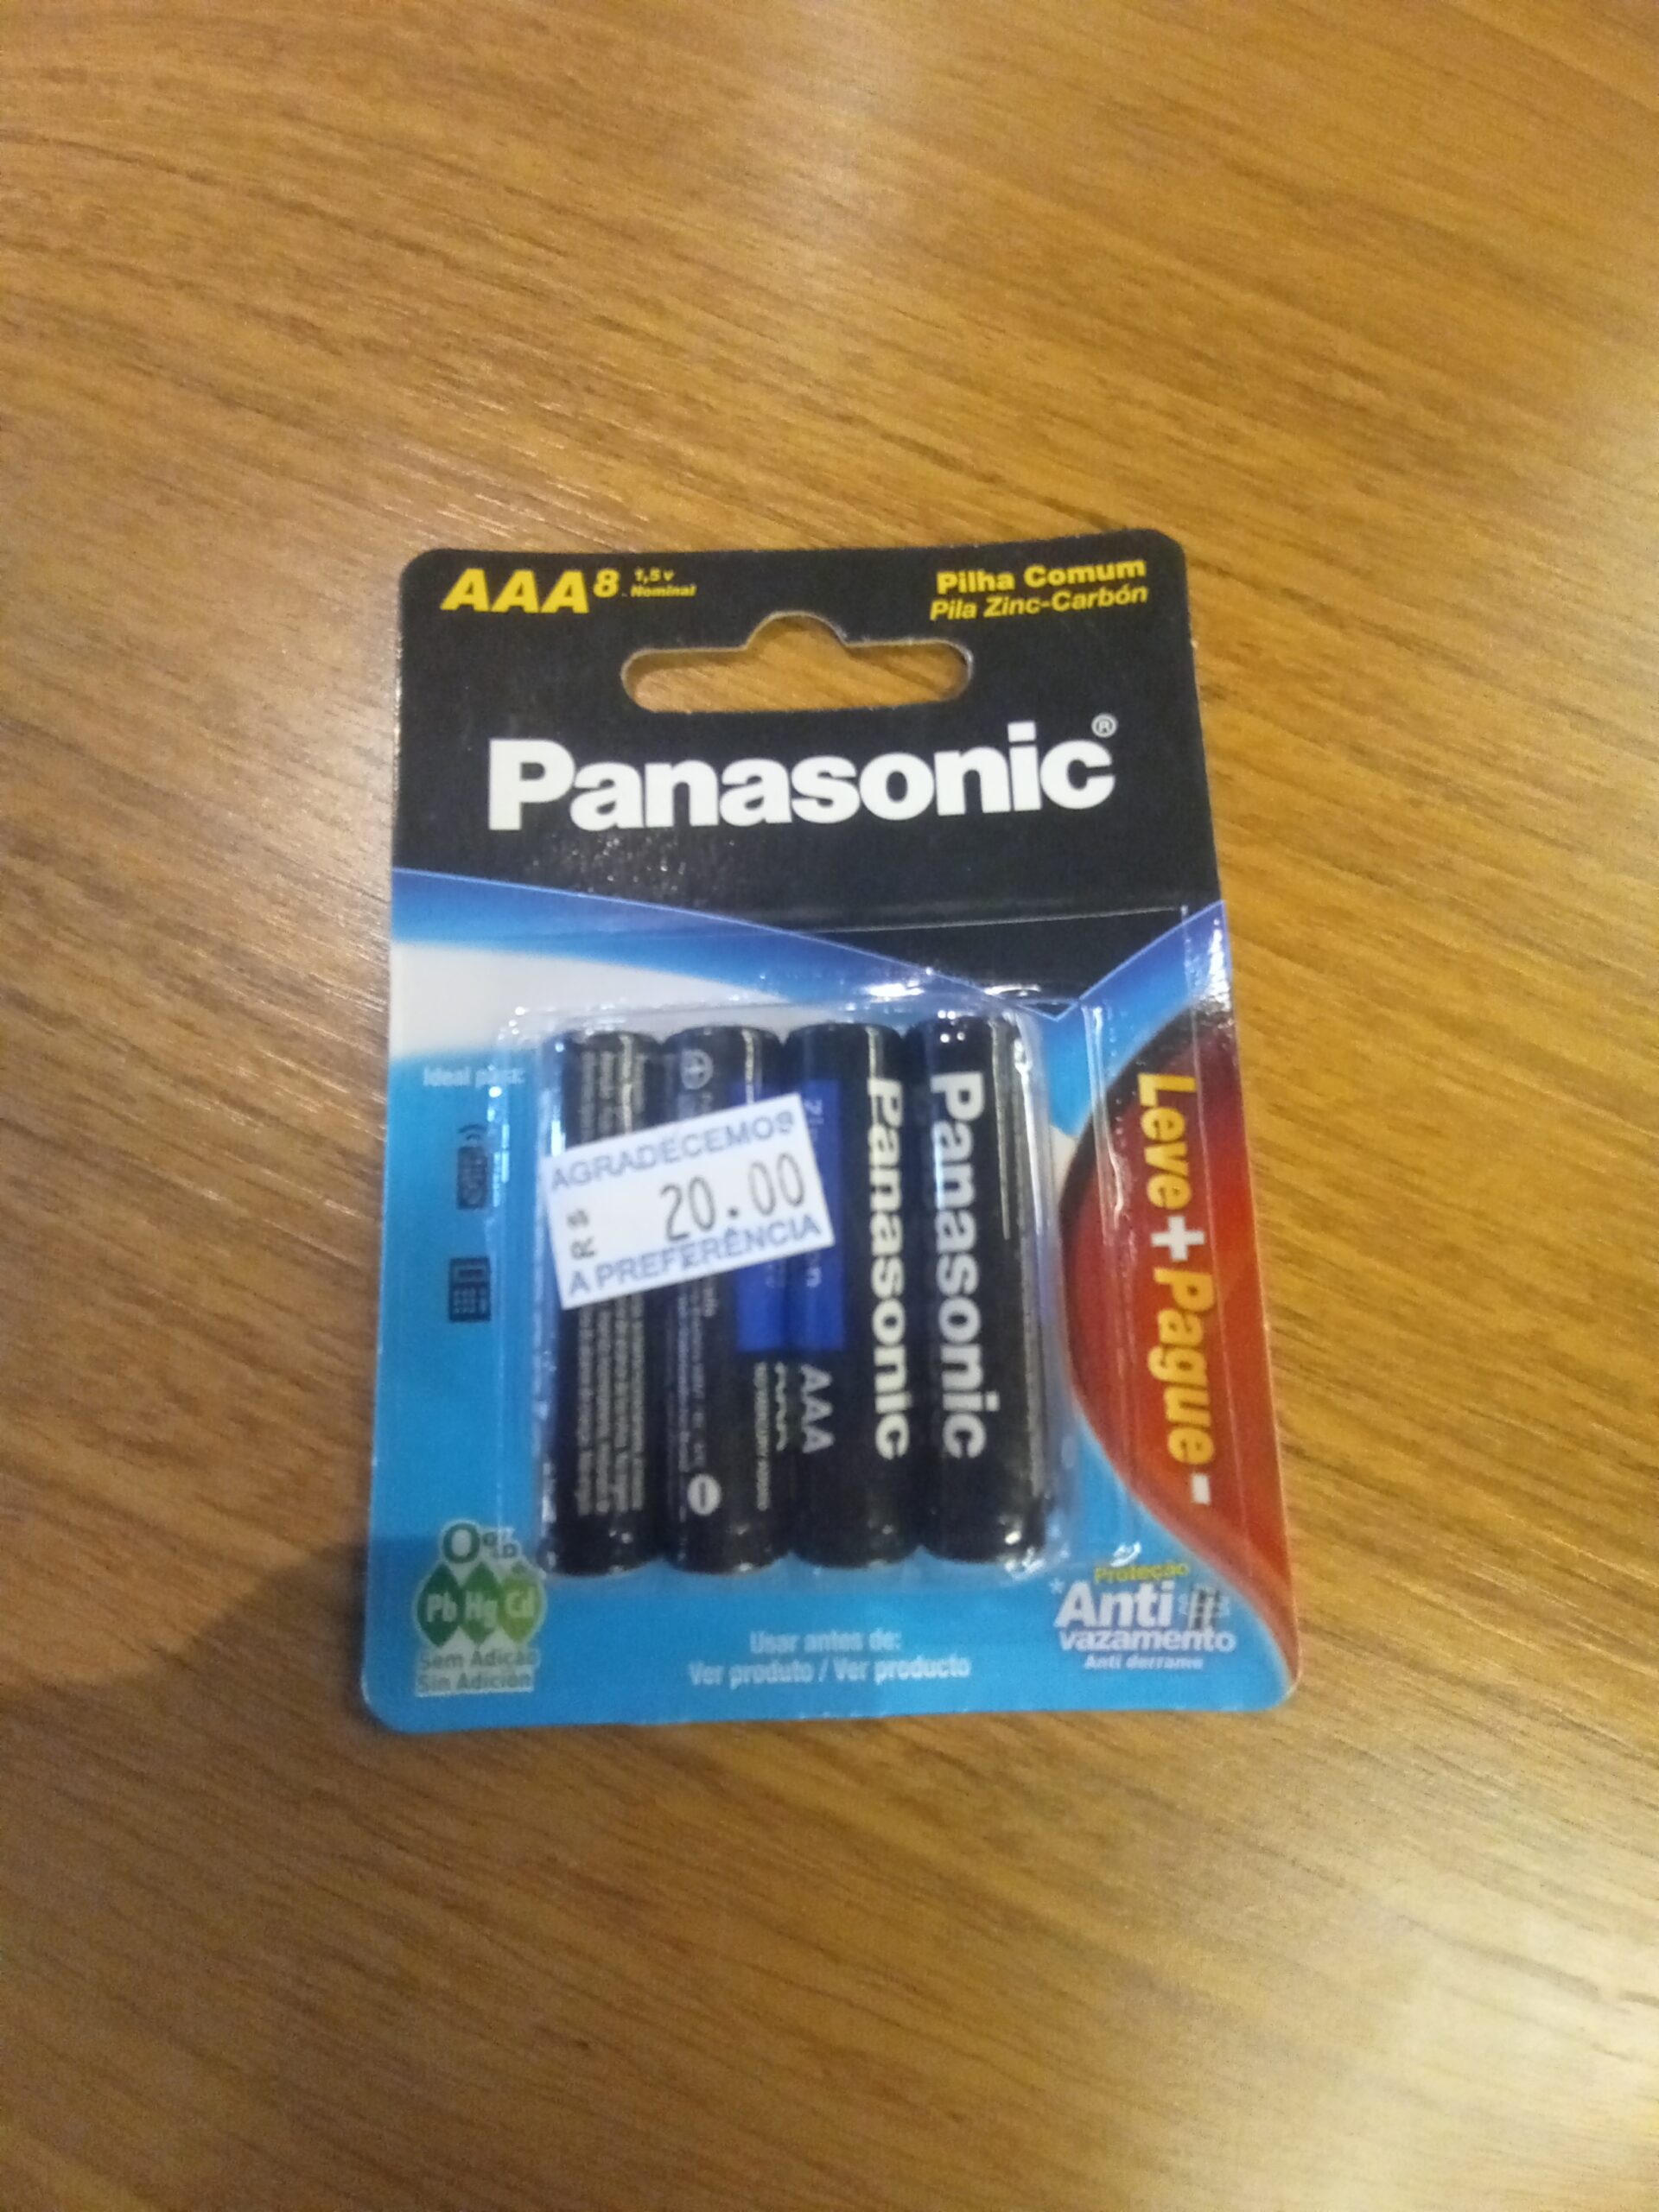 AAA8 1,5 v
Nominal
Pilha Comum
Pila Zinc-Carbón
Panasonic®
Ideal para:
AGRADECEMOS
R$ 20.00
A PREFERÊNCIA
AAA
Panasonic
Panasonic
Leve+Pague-
0%
Pb Hg Cd
Sem Adição
Sin Adición
Usar antes de:
Ver produto / Ver producto
Proteção
*Anti
vazamento
Anti derrame